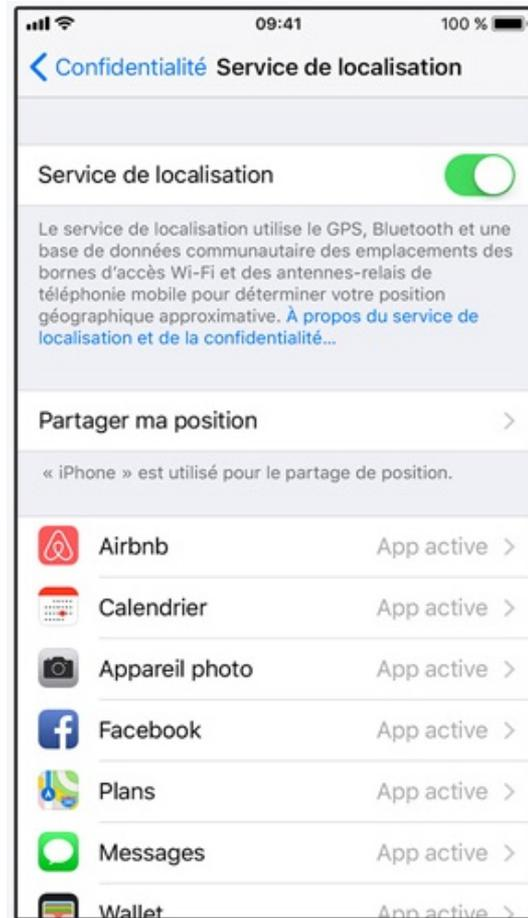 09:41
100 %
Confidentialité Service de localisation
Service de localisation
Le service de localisation utilise le GPS, Bluetooth et une
base de données communautaire des emplacements des
bornes d'accès Wi-Fi et des antennes-relais de
téléphonie mobile pour déterminer votre position
géographique approximative. À propos du service de
localisation et de la confidentialité...
Partager ma position
« iPhone » est utilisé pour le partage de position.
Airbnb App active
Calendrier App active
Appareil photo App active
Facebook App active
Plans App active
Messages App active
Wallet App active